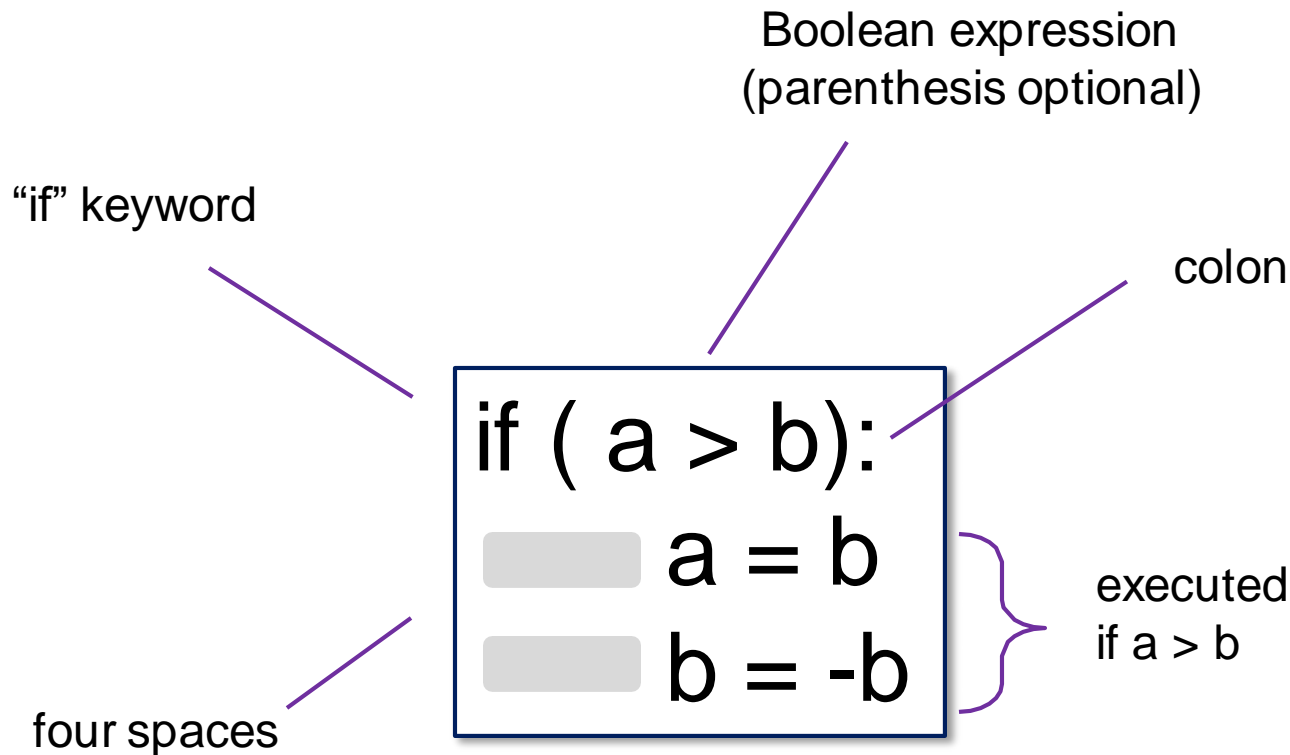 Boolean expression
(parenthesis optional)
“if” keyword
colon
if ( a > b):
a = b
b = -b
executed
if a > b
four spaces